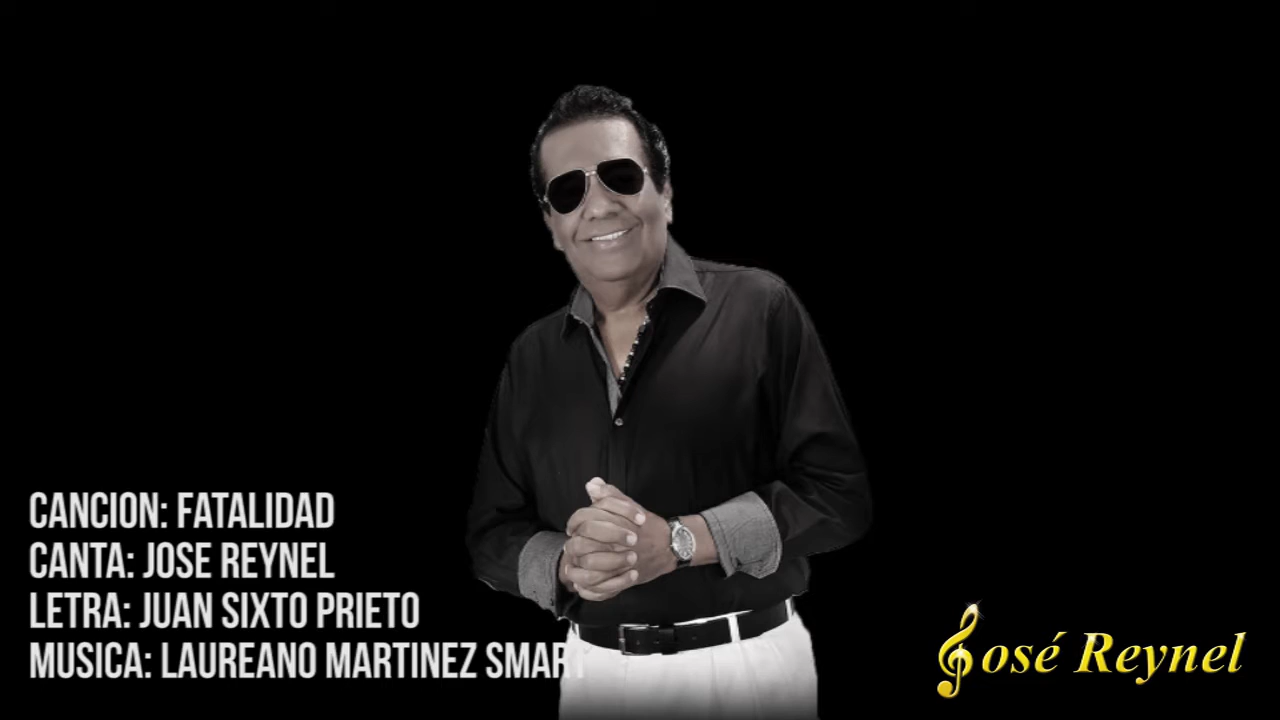 CANCION: FATALIDAD
CANTA: JOSE REYNEL
LETRA: JUAN SIXTO PRIETO
MUSICA: LAUREANO MARTINEZ SMART
José Reynel